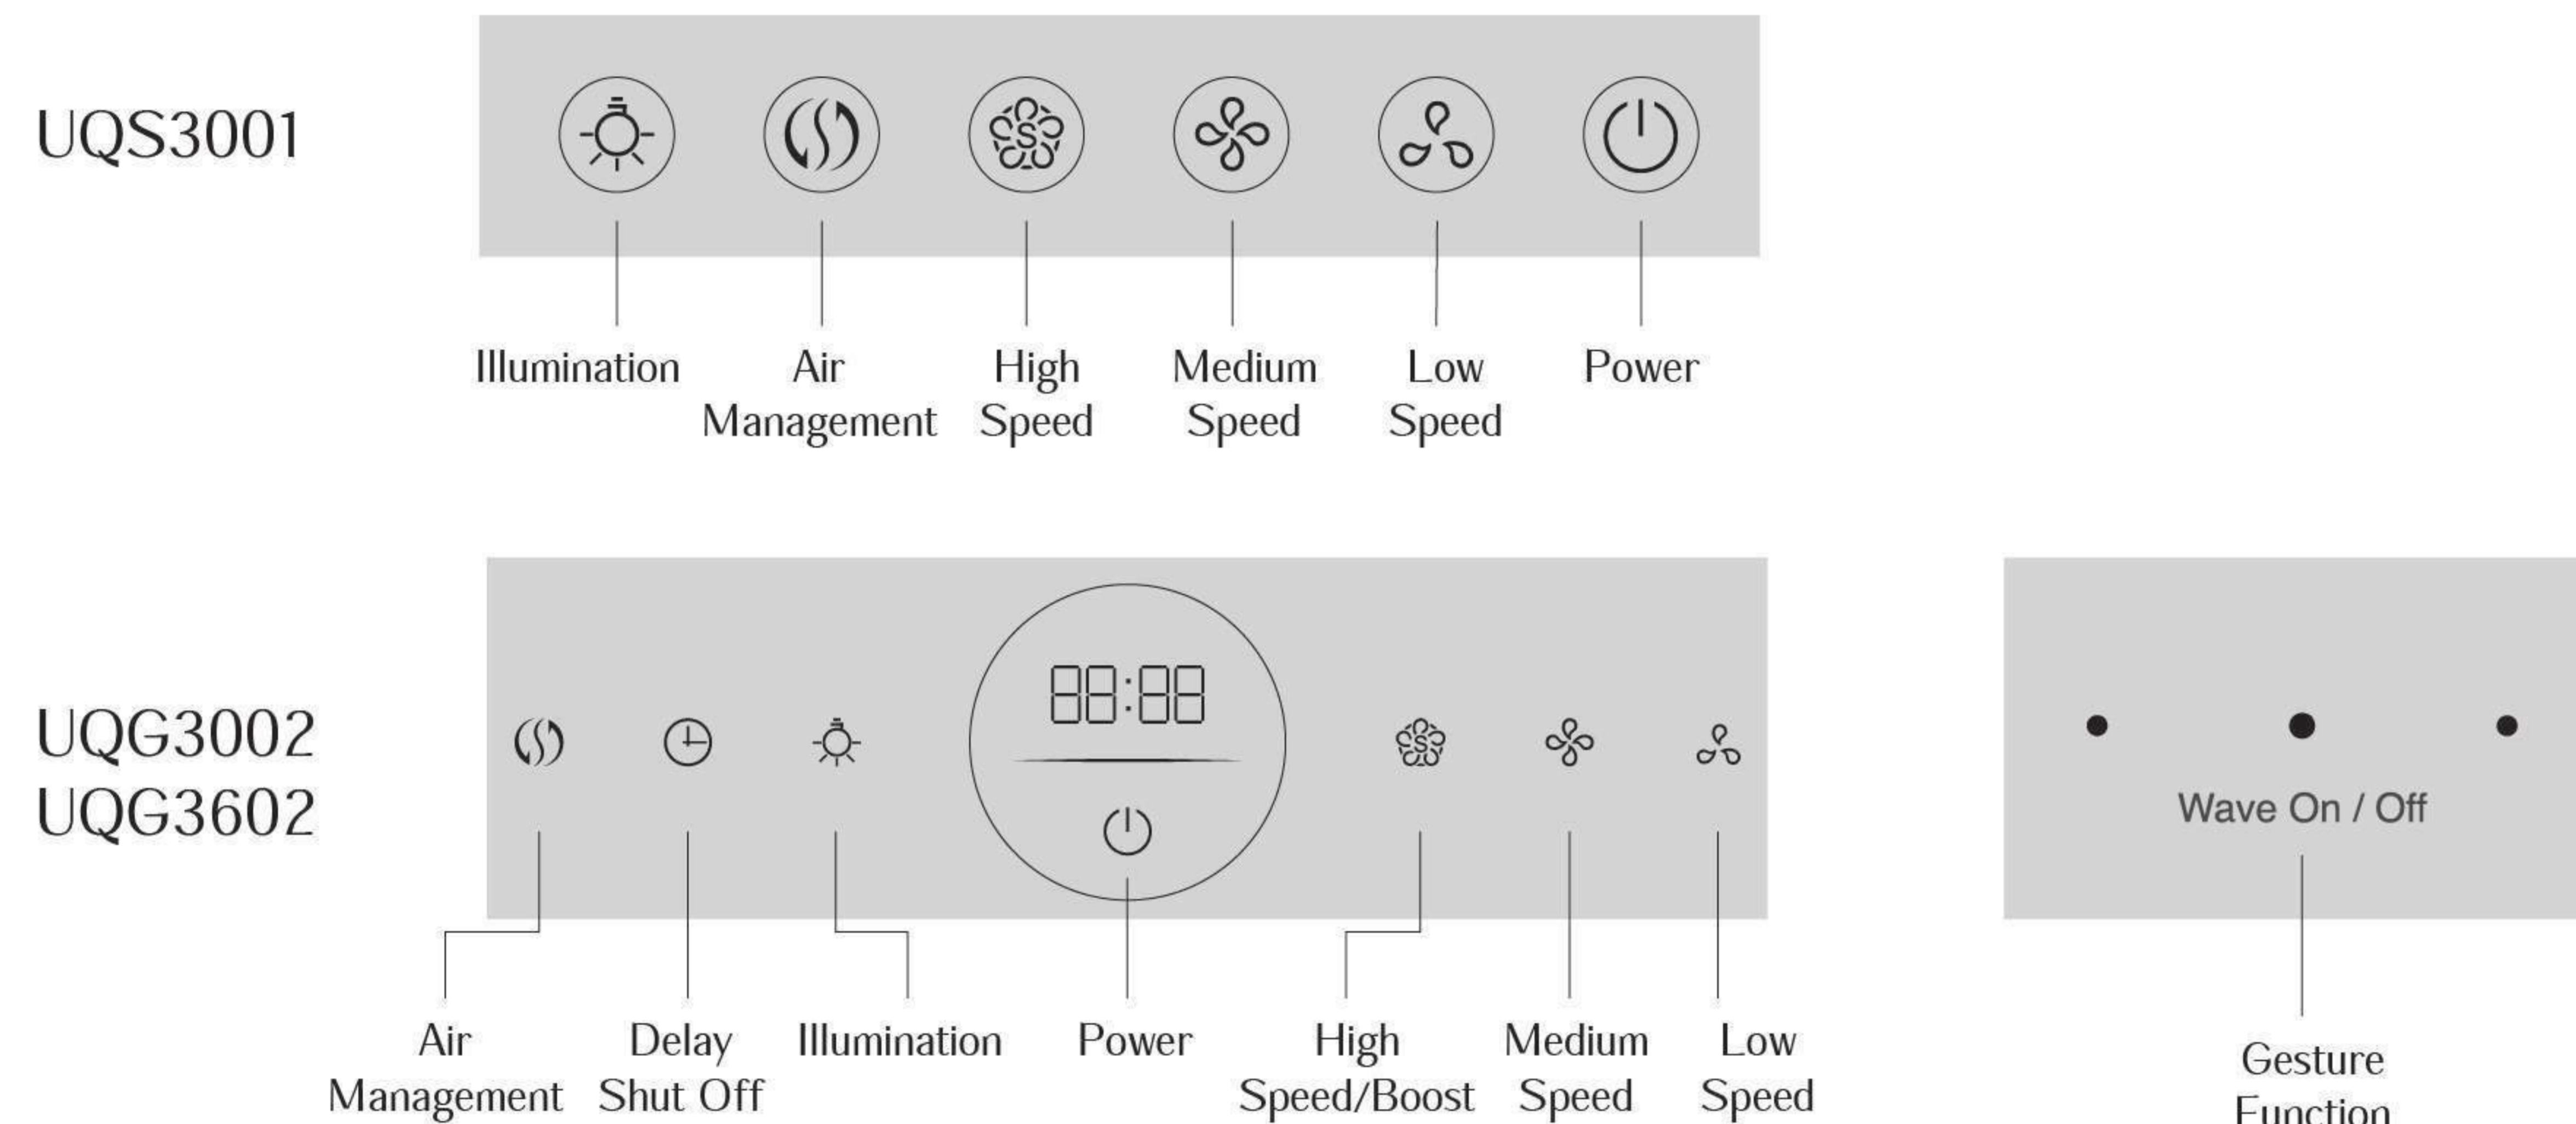 UQS3001
Illumination
Air
Management
High
Speed
Medium
Speed
Low
Speed
Power
UQG3002
UQG3602
88:88
Wave On / Off
Air
Management
Delay
Shut Off
Illumination
Power
High
Speed/Boost
Medium
Speed
Low
Speed
Gesture
Function